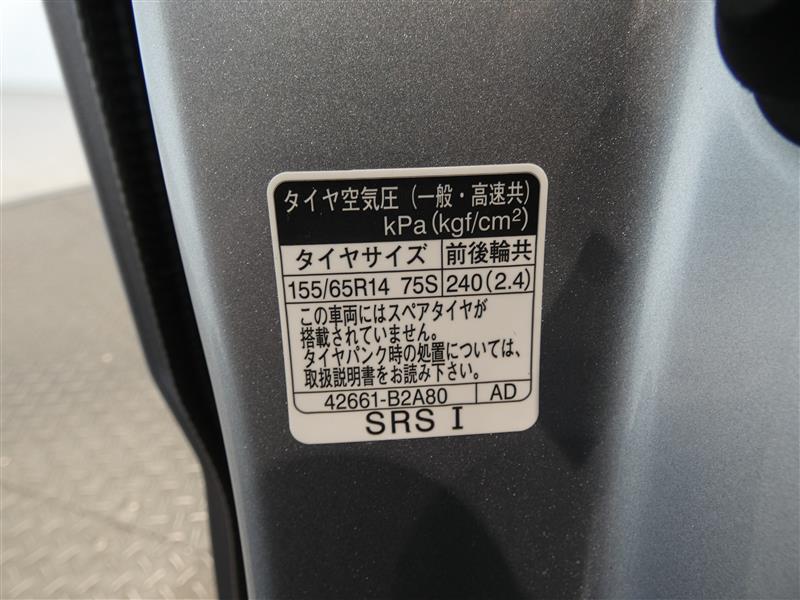 タイヤ空気圧（一般・高速共）
kPa(kgf/cm²)
タイヤサイズ 前後輪共
155/65R14 75S 240(2.4)
この車両にはスペアタイヤが
搭載されていません。
タイヤパンク時の処置については、
取扱説明書をお読み下さい。
42661-B2A80 AD
SRS I